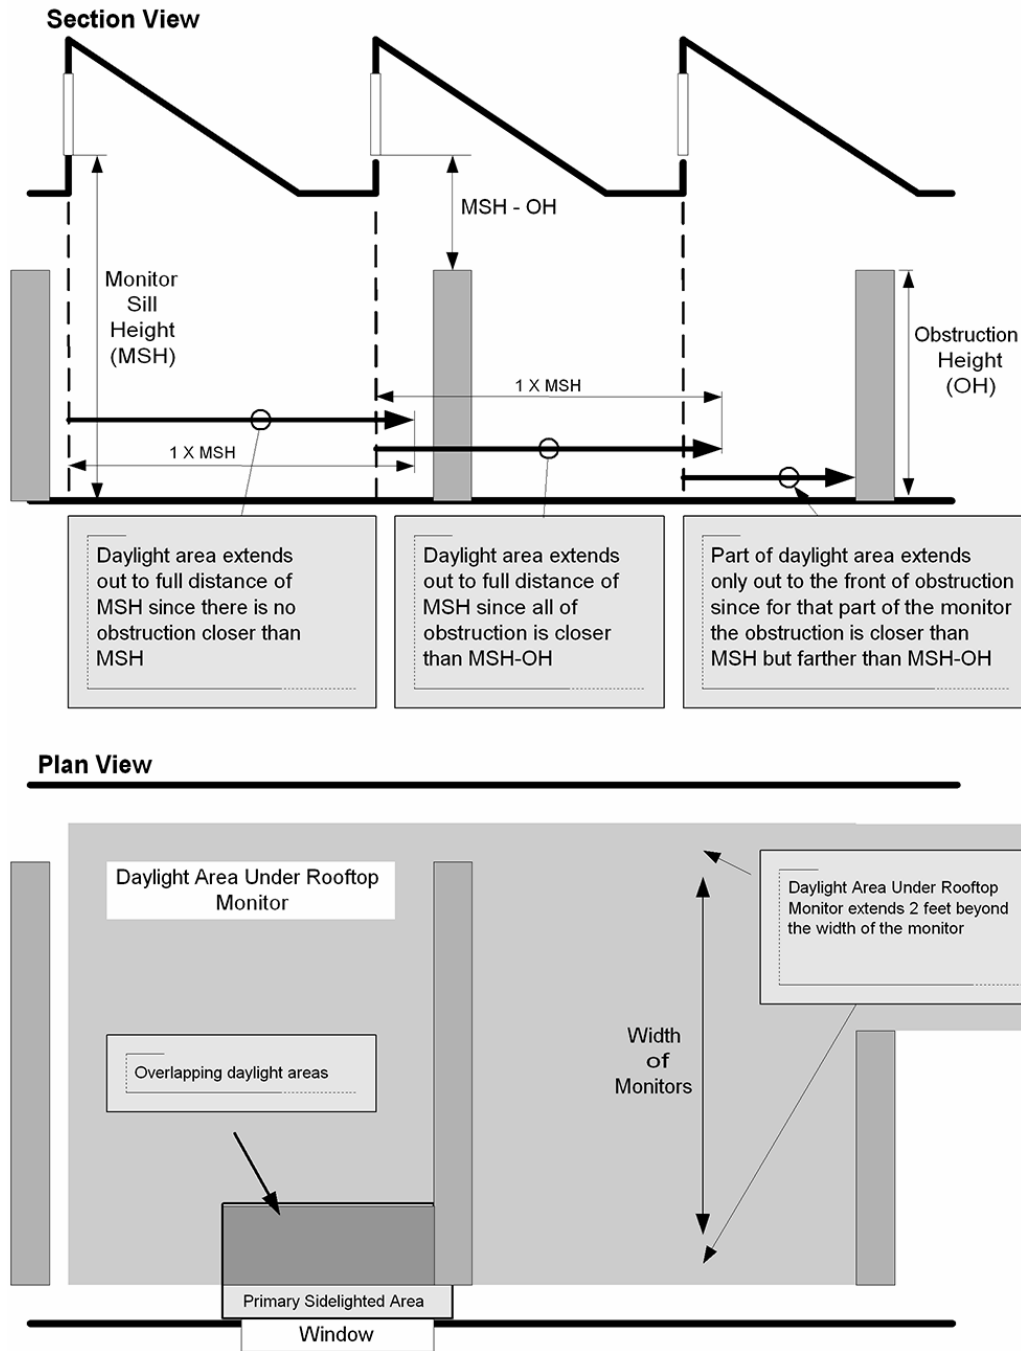 Section View
MSH - OH
Monitor
Sill
Height
(MSH)
Obstruction
Height
(OH)
1 X MSH
1 X MSH
Daylight area extends
out to full distance of
MSH since there is no
obstruction closer than
MSH
Daylight area extends
out to full distance of
MSH since all of
obstruction is closer
than MSH-OH
Part of daylight area extends
only out to the front of obstruction
since for that part of the monitor
the obstruction is closer than
MSH but farther than MSH-OH
Plan View
Daylight Area Under Rooftop
Monitor
Daylight Area Under Rooftop
Monitor extends 2 feet beyond
the width of the monitor
Width
of
Monitors
Overlapping daylight areas
Primary Sidelighted Area
Window